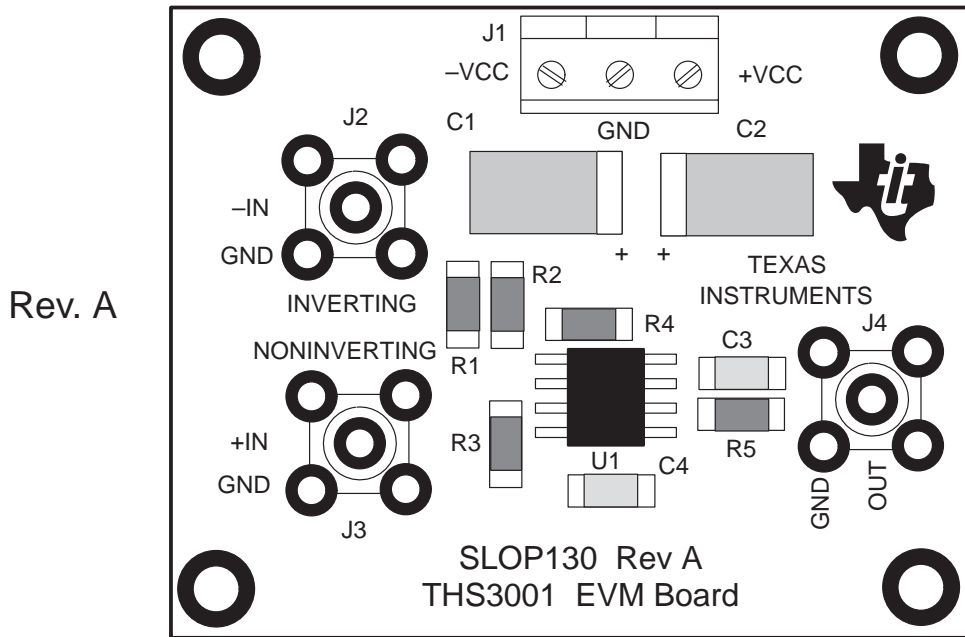 Rev. A
J1
–VCC
+VCC
GND
J2
–IN
GND
INVERTING
C1
C2
+ +
TEXAS
INSTRUMENTS
R1
R2
R4
C3
J4
NONINVERTING
+IN
GND
J3
R3
U1
C4
R5
GND
OUT
SLOP130 Rev A
THS3001 EVM Board